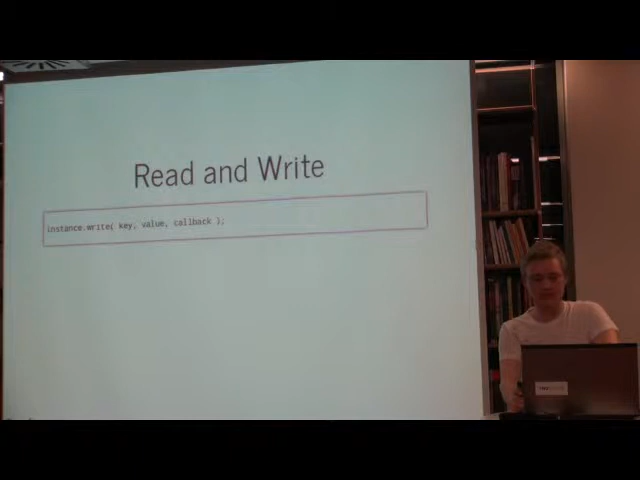 Read and Write
instance.write( key, value, callback );